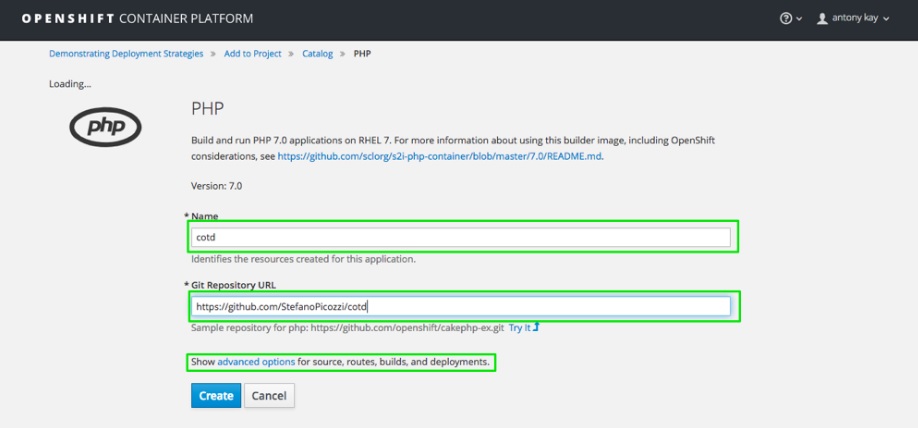 OPENSHIFT CONTAINER PLATFORM
antony kay
Demonstrating Deployment Strategies » Add to Project » Catalog » PHP
Loading...
php
PHP
Build and run PHP 7.0 applications on RHEL 7. For more information about using this builder image, including OpenShift
considerations, see https://github.com/sclorg/s2i-php-container/blob/master/7.0/README.md.
Version: 7.0
* Name
cotd
Identifies the resources created for this application.
* Git Repository URL
https://github.com/StefanoPicozzi/cotd
Sample repository for php: https://github.com/openshift/cakephp-ex.git Try It
Show advanced options for source, routes, builds, and deployments.
Create Cancel